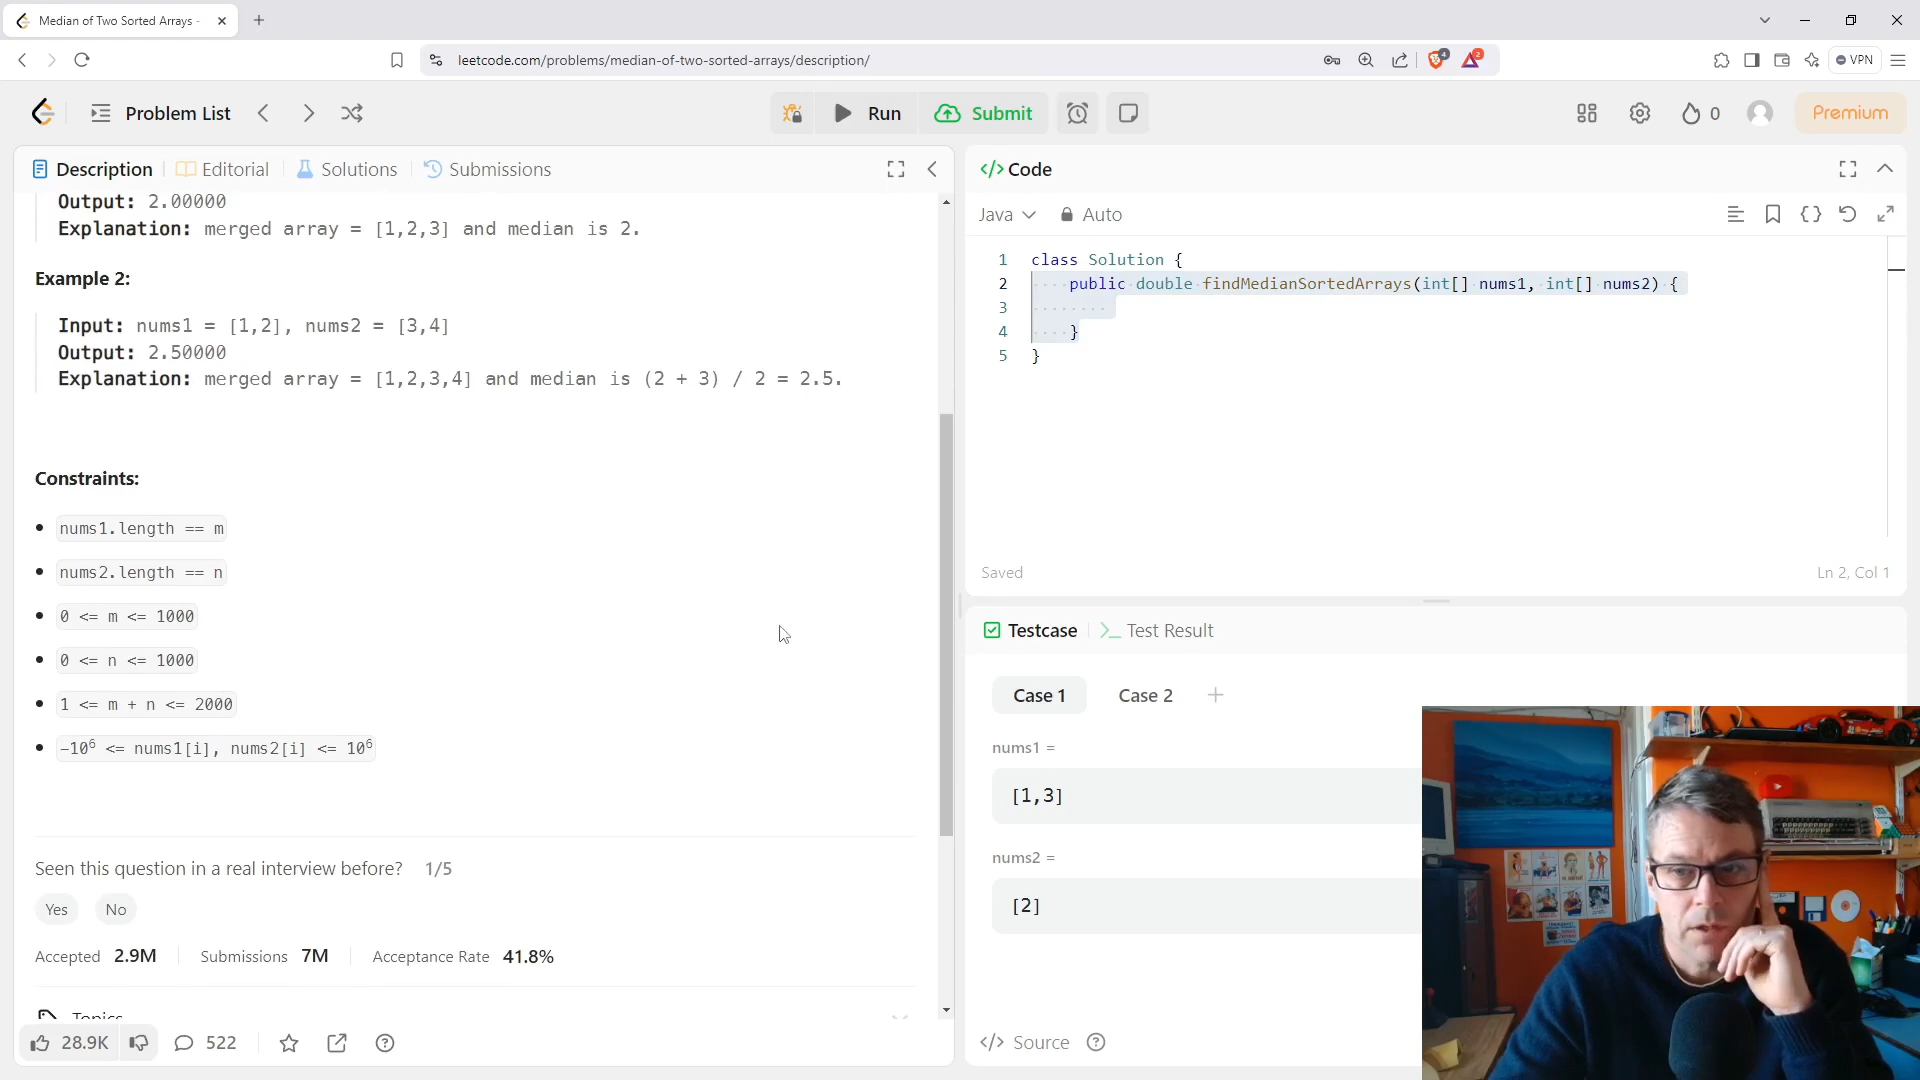 Median of Two Sorted Arrays -
leetcode.com/problems/median-of-two-sorted-arrays/description/
4
2
VPN
Problem List
Run
Submit
0
Premium
Description
Editorial
Solutions
Submissions
Output: 2.00000
Explanation: merged array = [1,2,3] and median is 2.
Example 2:
Input: nums1 = [1,2], nums2 = [3,4]
Output: 2.50000
Explanation: merged array = [1,2,3,4] and median is (2 + 3) / 2 = 2.5.
Constraints:
nums1.length == m
nums2.length == n
0 <= m <= 1000
0 <= n <= 1000
1 <= m + n <= 2000
-10⁶ <= nums1[i], nums2[i] <= 10⁶
Seen this question in a real interview before? 1/5
Yes
No
Accepted 2.9M
Submissions 7M
Acceptance Rate 41.8%
Topics
28.9K
522
</> Code
Java
Auto
1 class Solution {
2 public double findMedianSortedArrays(int[] nums1, int[] nums2) {
3
4 }
5 }
Saved
Ln 2, Col 1
Testcase
Test Result
Case 1
Case 2
nums1 =
[1,3]
nums2 =
[2]
</> Source